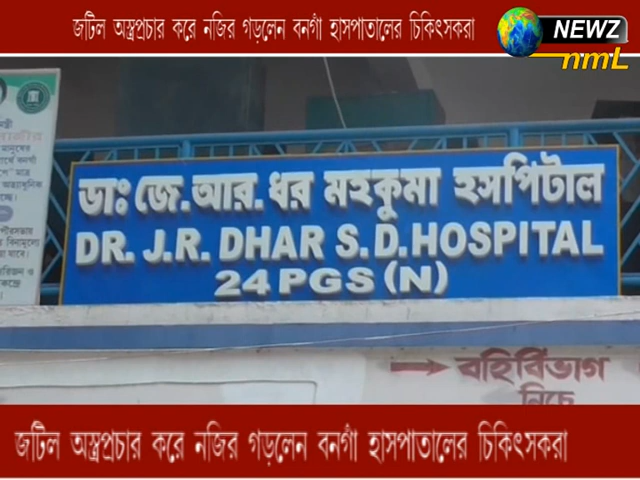 জটিল অস্ত্রপ্রচার করে নজির গড়লেন বনগাঁ হাসপাতালের চিকিৎসকরা
NEWZ
nmL
মানুষের
ডাঃ জে.আর.ধর মহকুমা হসপিটাল
DR. J.R. DHAR S.D.HOSPITAL
24 PGS (N)
বিনামূল্যে
→ বহির্বিভাগ
নিচে
জটিল অস্ত্রপ্রচার করে নজির গড়লেন বনগাঁ হাসপাতালের চিকিৎসকরা